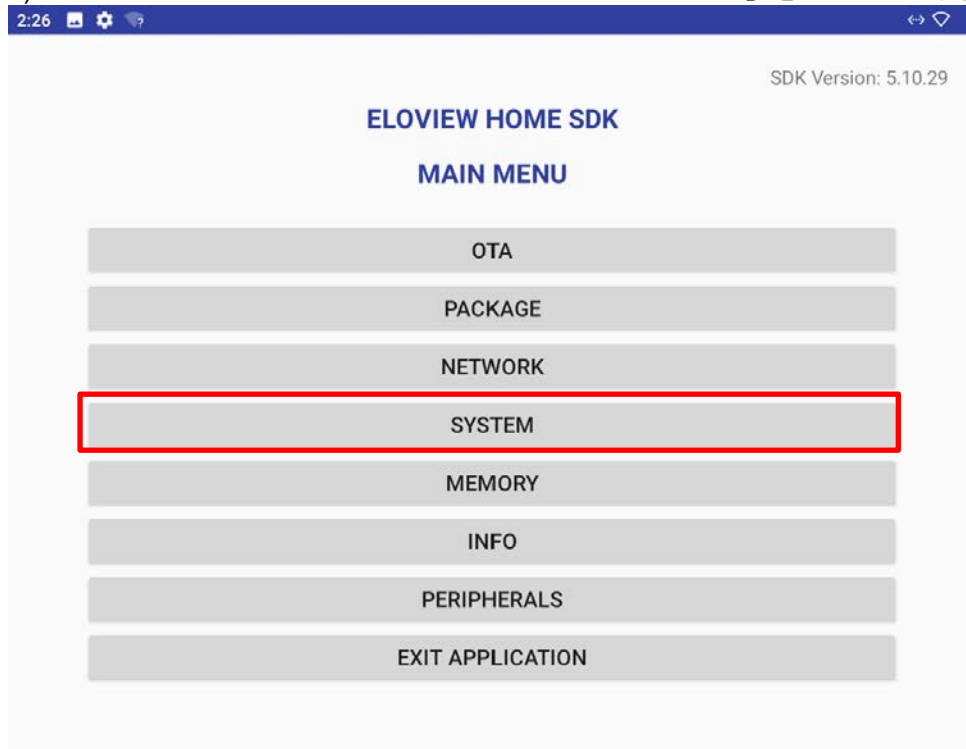 2:26
SDK Version: 5.10.29
ELOVIEW HOME SDK
MAIN MENU
OTA
PACKAGE
NETWORK
SYSTEM
MEMORY
INFO
PERIPHERALS
EXIT APPLICATION